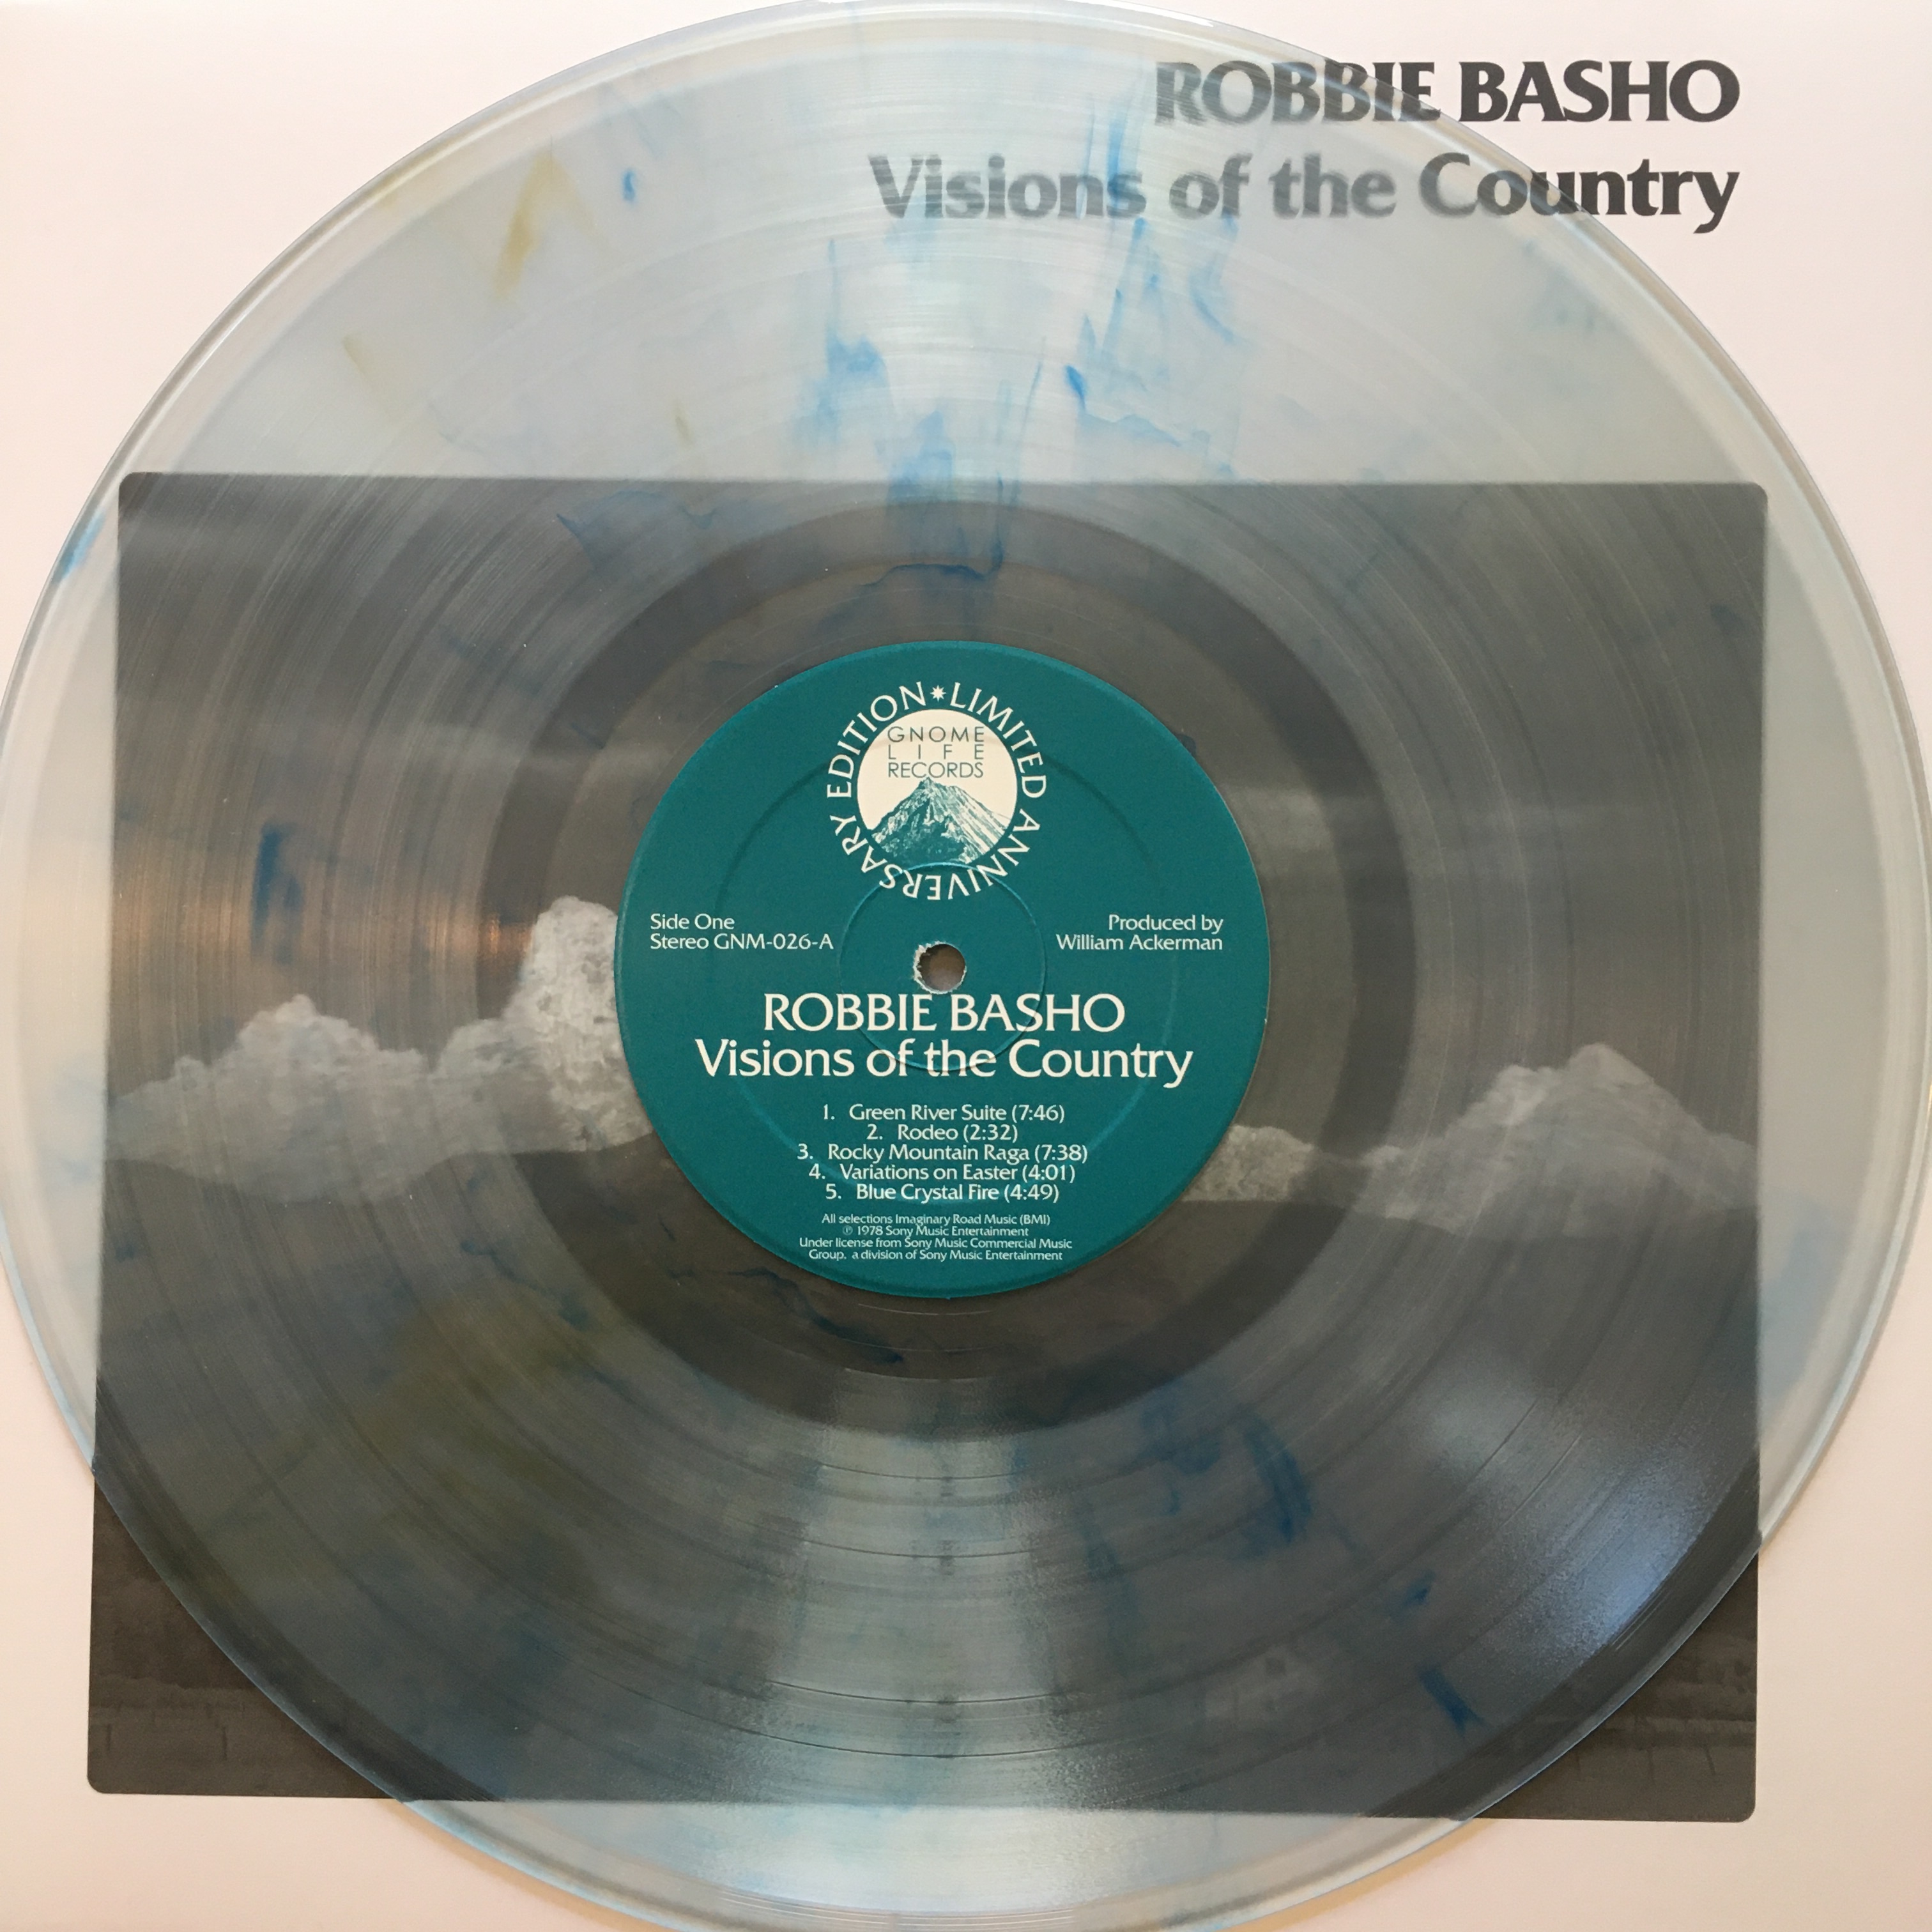 ROBBIE BASHO
Visions of the Country
LIMITED ANNIVERSARY EDITION
GNOME
LIFE
RECORDS
Side One
Stereo GNM-026-A
Produced by
William Ackerman
ROBBIE BASHO
Visions of the Country
1. Green River Suite (7:46)
2. Rodeo (2:32)
3. Rocky Mountain Raga (7:38)
4. Variations on Easter (4:01)
5. Blue Crystal Fire (4:49)
All selections Imaginary Road Music (BMI)
℗ 1978 Sony Music Entertainment
Under license from Sony Music Commercial Music
Group, a division of Sony Music Entertainment